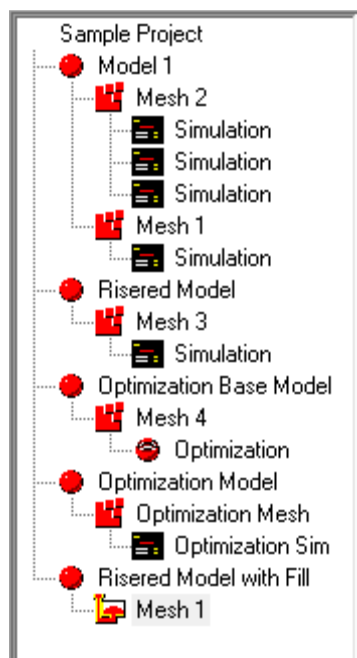 Sample Project
Model 1
Mesh 2
Simulation
Simulation
Simulation
Mesh 1
Simulation
Risered Model
Mesh 3
Simulation
Optimization Base Model
Mesh 4
Optimization
Optimization Model
Optimization Mesh
Optimization Sim
Risered Model with Fill
Mesh 1